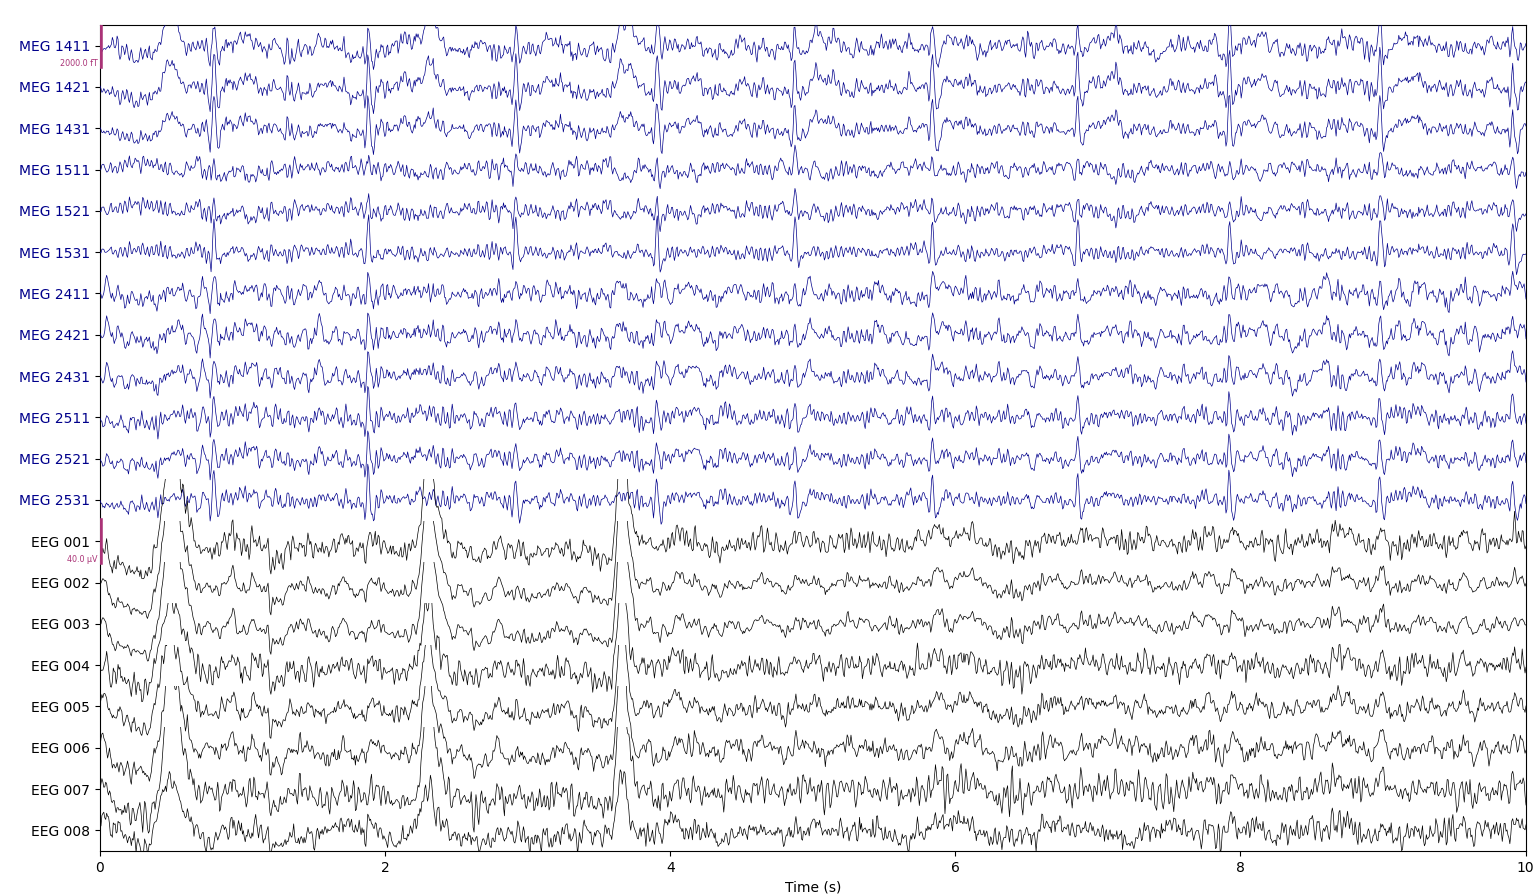 MEG 1411
2000.0 fT
MEG 1421
MEG 1431
MEG 1511
MEG 1521
MEG 1531
MEG 2411
MEG 2421
MEG 2431
MEG 2511
MEG 2521
MEG 2531
EEG 001
40.0 µV
EEG 002
EEG 003
EEG 004
EEG 005
EEG 006
EEG 007
EEG 008
0 2 4 6 8 10
Time (s)